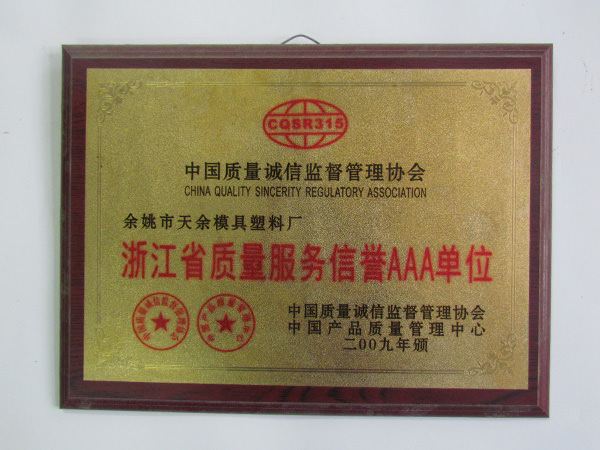 CQSR315
中国质量诚信监督管理协会
CHINA QUALITY SINCERITY REGULATORY ASSOCIATION
余姚市天余模具塑料厂
浙江省质量服务信誉AAA单位
中国质量诚信监督管理协会
中国产品质量管理中心
二00九年颁